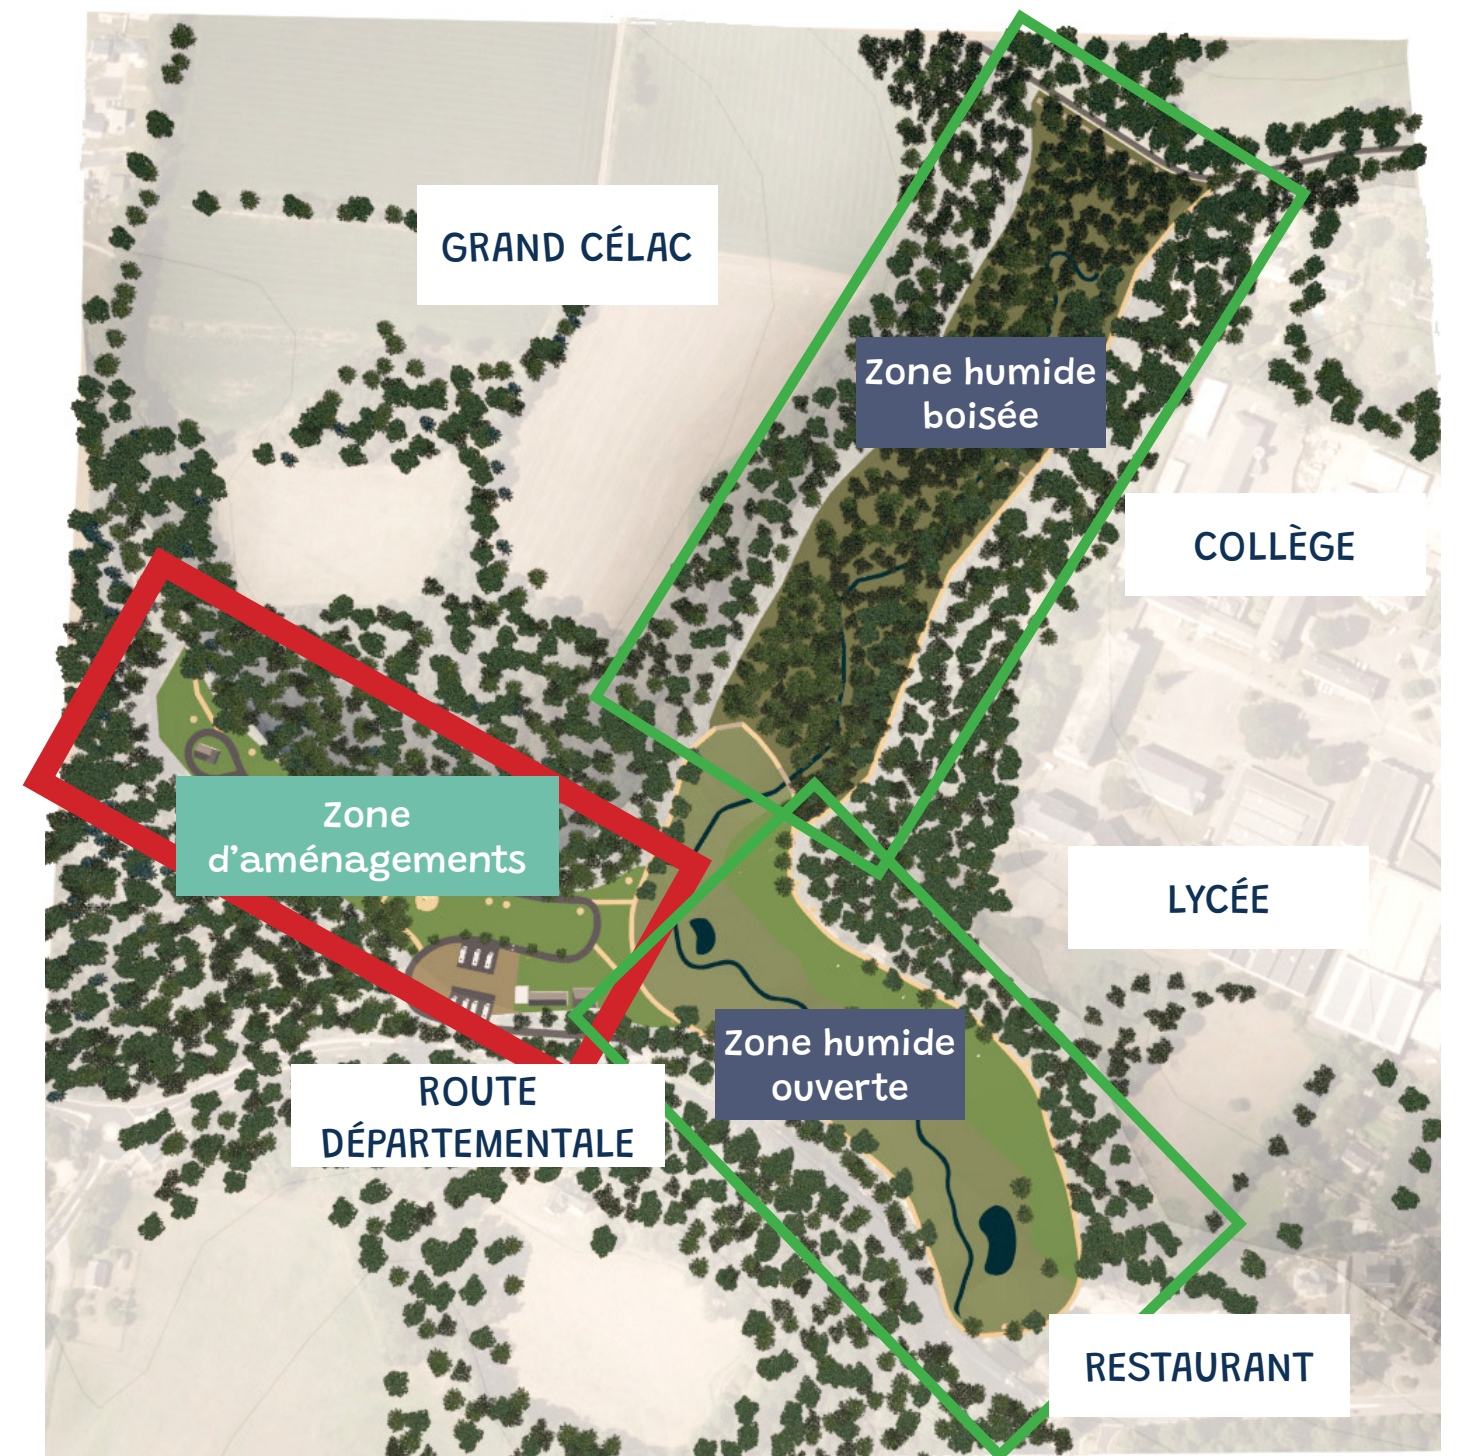 GRAND CÉLAC
Zone humide
boisée
COLLÈGE
Zone
d’aménagements
LYCÉE
Zone humide
ouverte
ROUTE
DÉPARTEMENTALE
RESTAURANT